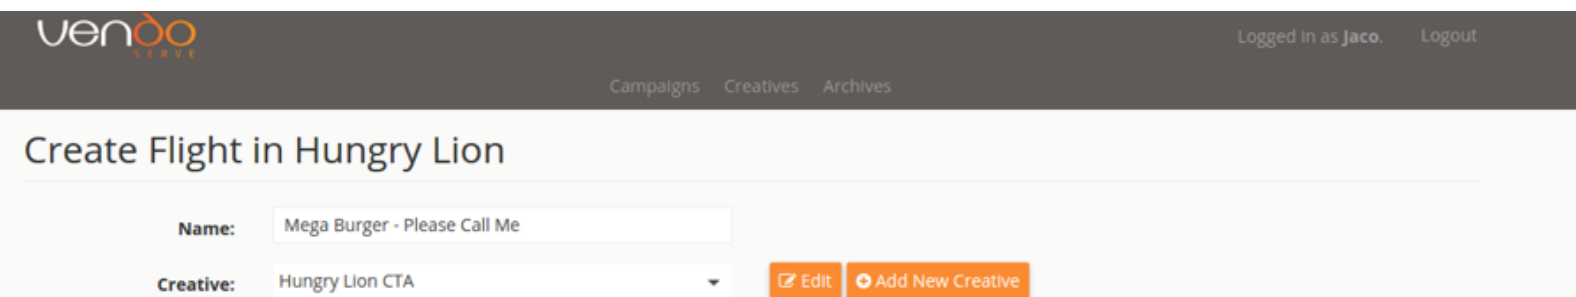 vendo
SERVE
Logged in as Jaco. Logout
Campaigns Creatives Archives
Create Flight in Hungry Lion
Name: Mega Burger - Please Call Me
Creative: Hungry Lion CTA Edit Add New Creative